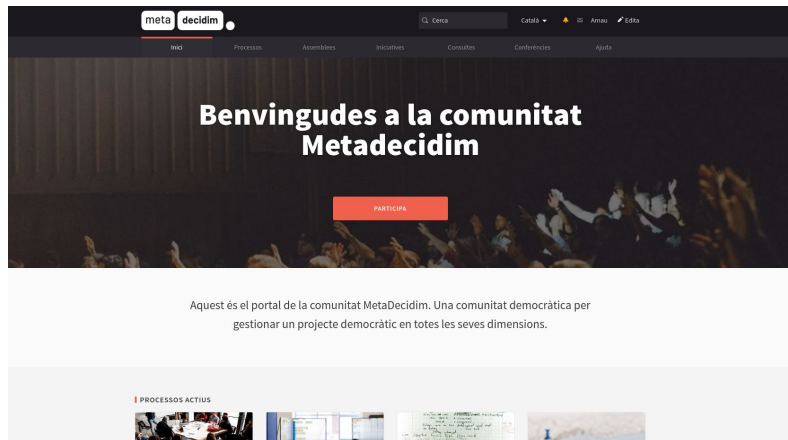 meta decidim
Cerca
Català
Arnau
Edita
Inici
Processos
Assemblees
Iniciatives
Consultes
Conferències
Ajuda
Benvingudes a la comunitat
Metadecidim
PARTICIPA
Aquest és el portal de la comunitat MetaDecidim. Una comunitat democràtica per
gestionar un projecte democràtic en totes les seves dimensions.
PROCESSOS ACTIUS